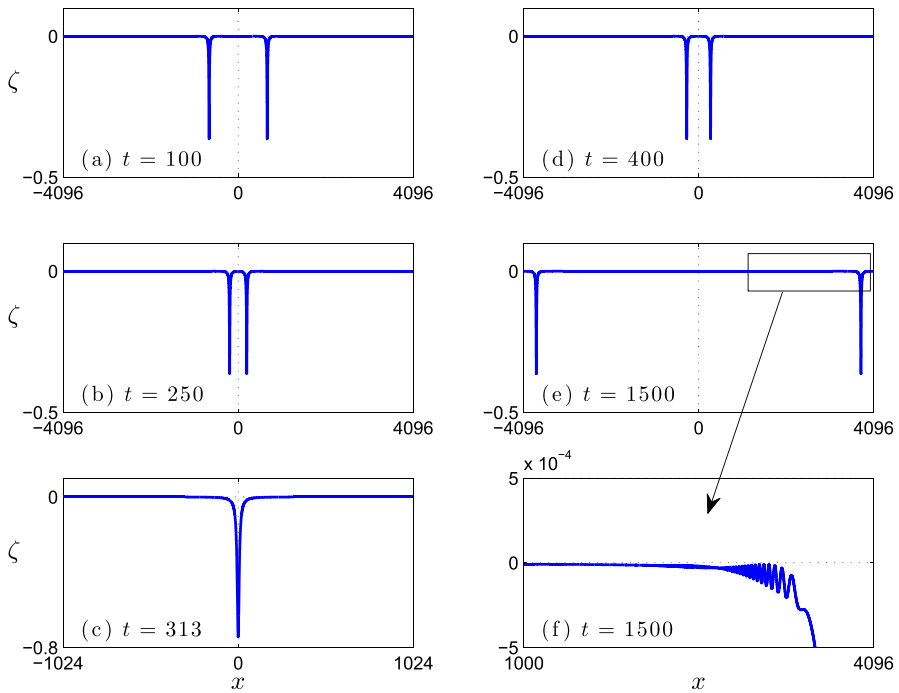 ζ
0
−0.5
−4096 0 4096
(a) t = 100
0
−0.5
−4096 0 4096
(d) t = 400
ζ
0
−0.5
−4096 0 4096
(b) t = 250
0
−0.5
−4096 0 4096
(e) t = 1500
ζ
0
−0.8
−1024 0 1024
(c) t = 313
x
x 10⁻⁴
5
0
−5
1000 4096
(f) t = 1500
x